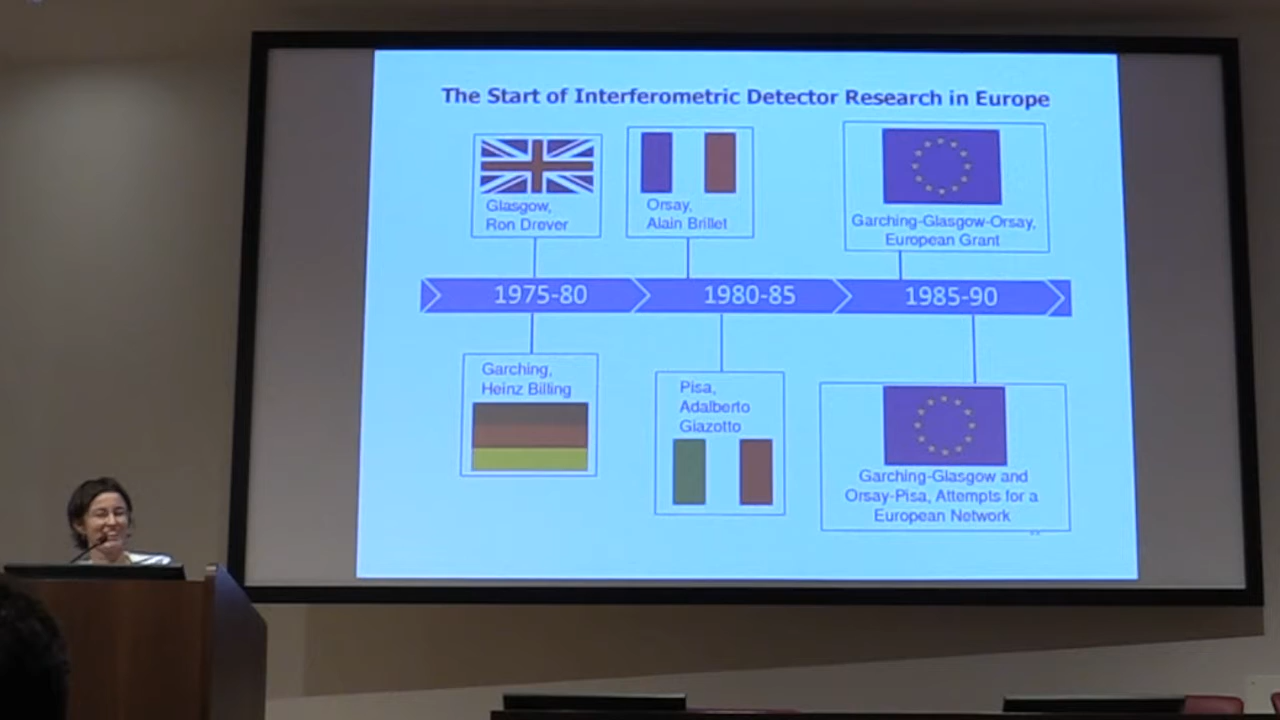 The Start of Interferometric Detector Research in Europe
Glasgow,
Ron Drever
Orsay,
Alain Brillet
Garching-Glasgow-Orsay,
European Grant
1975-80
1980-85
1985-90
Garching,
Heinz Billing
Pisa,
Adalberto
Giazotto
Garching-Glasgow and
Orsay-Pisa, Attempts for a
European Network